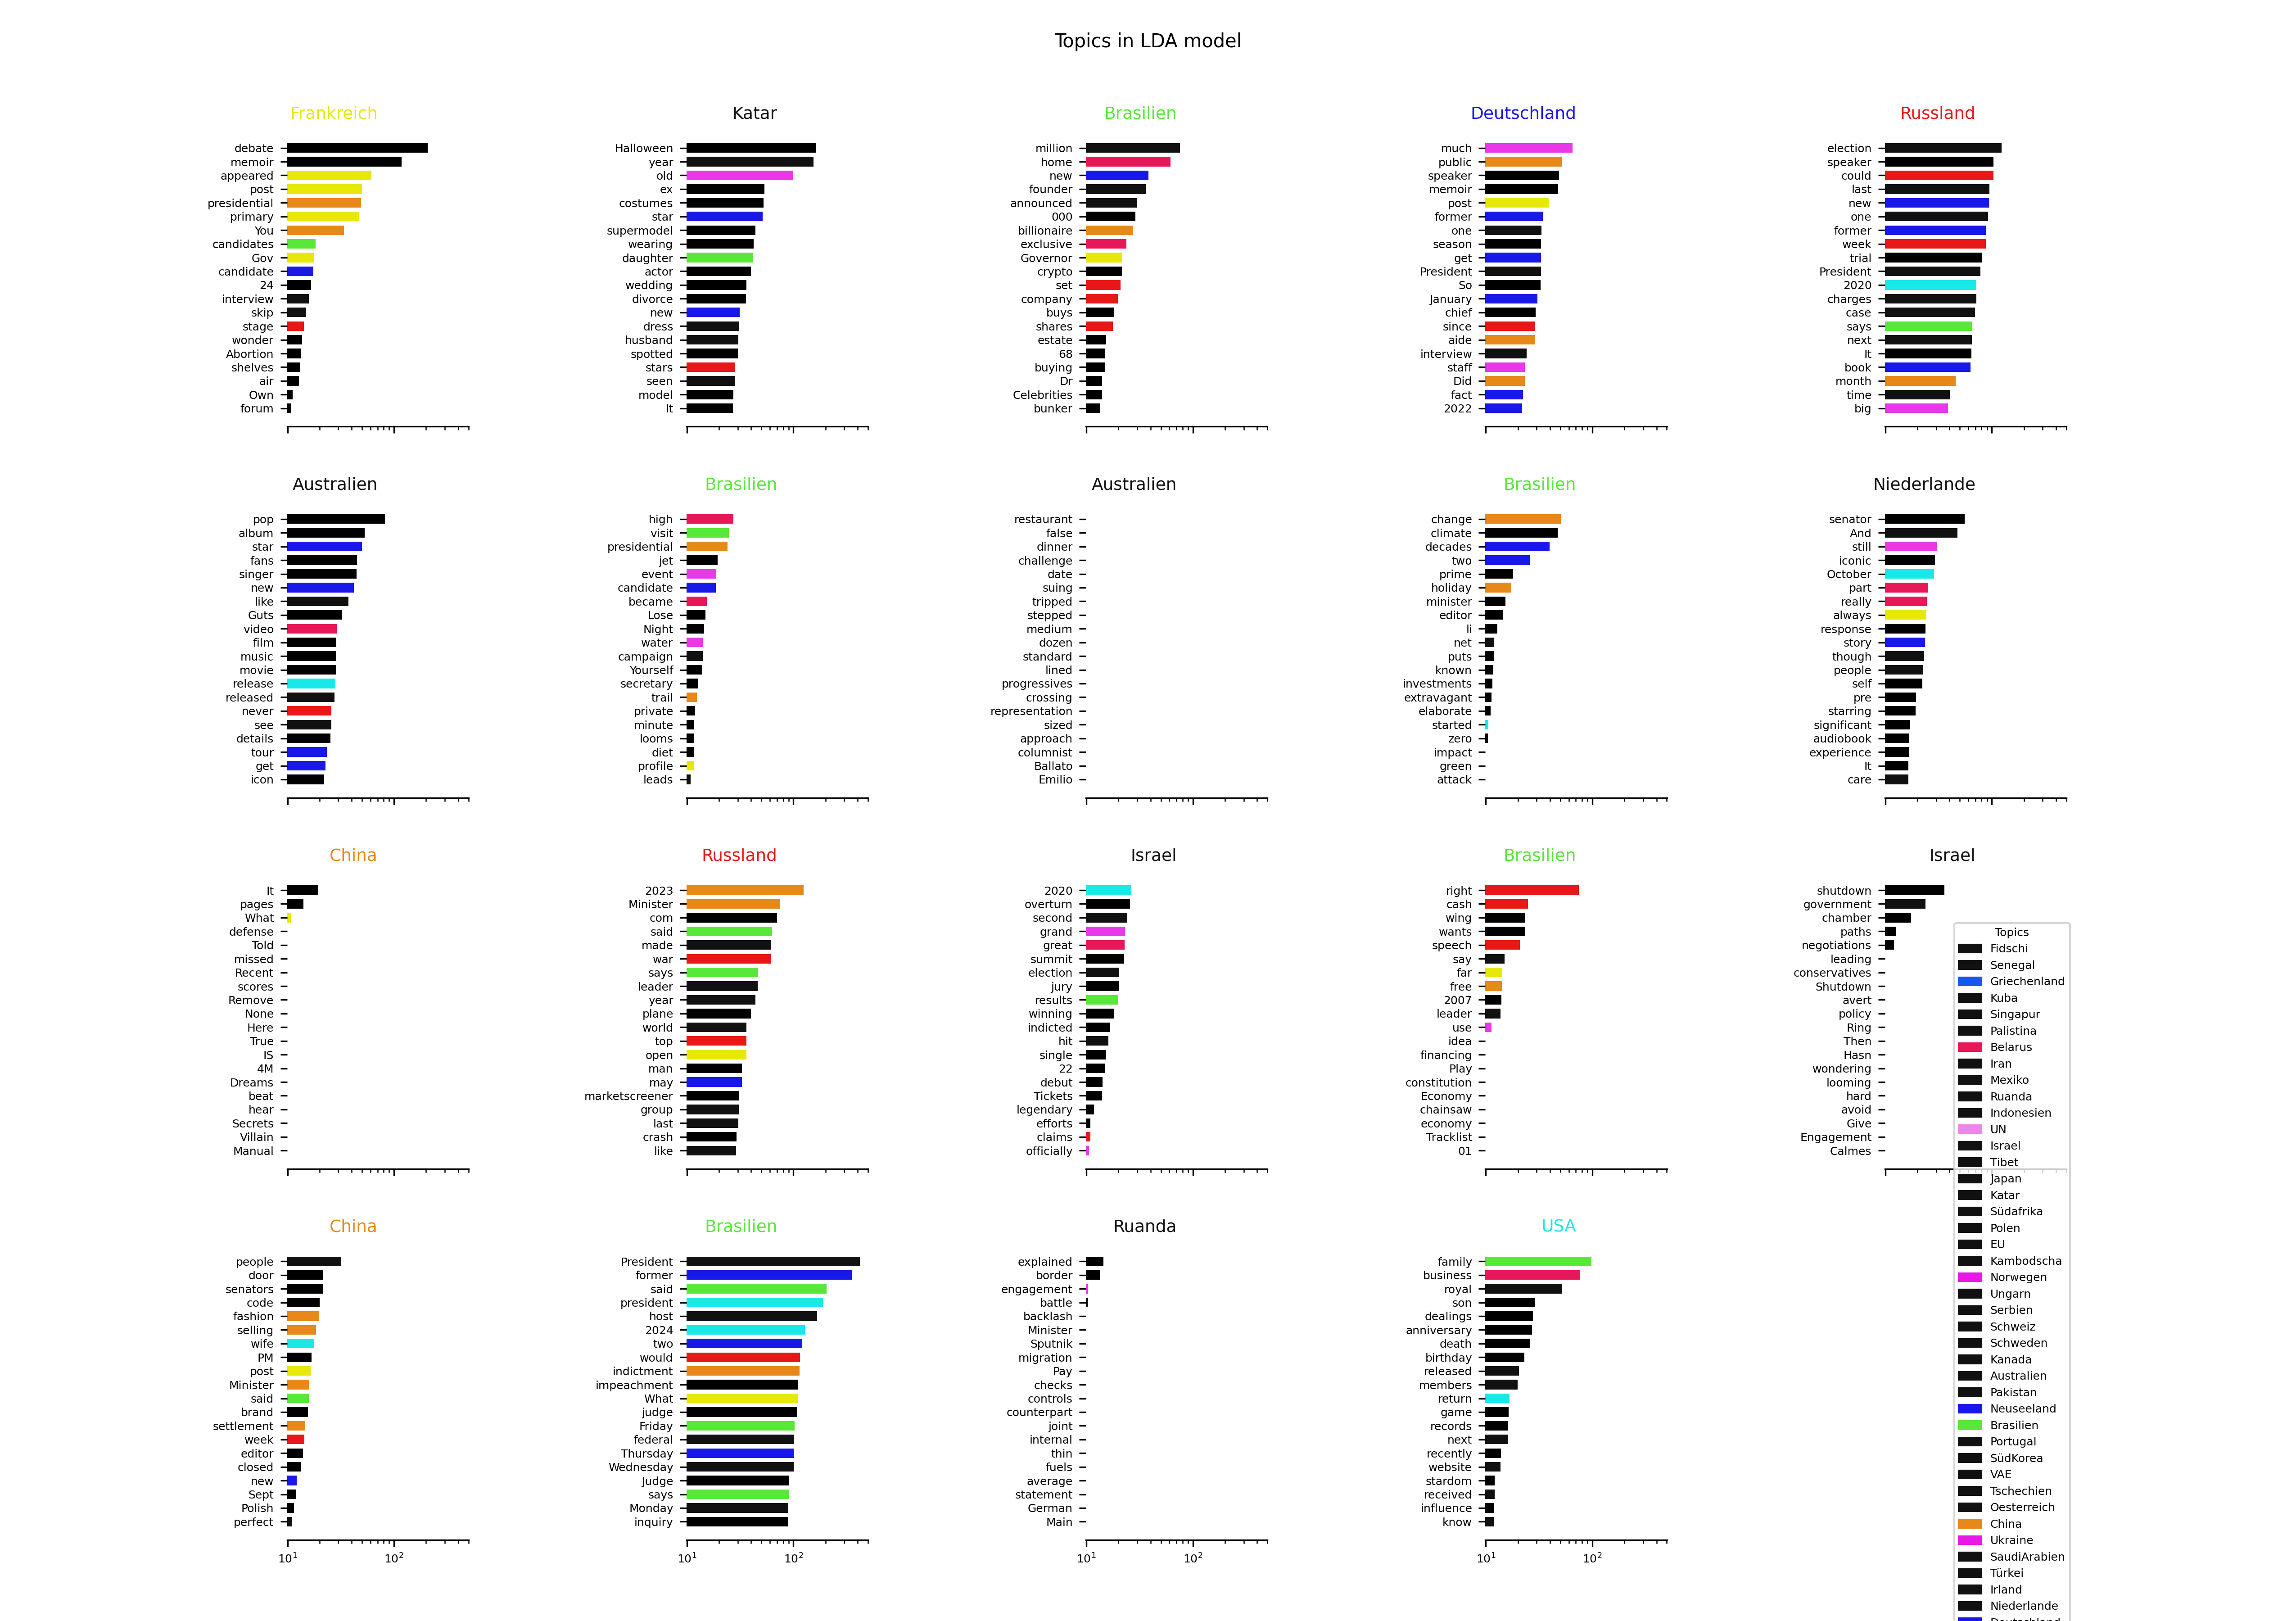 Topics in LDA model
Frankreich
debate
memoir
appeared
post
presidential
primary
You
candidates
Gov
candidate
24
interview
skip
stage
wonder
Abortion
shelves
air
Own
forum
Katar
Halloween
year
old
ex
costumes
star
supermodel
wearing
daughter
actor
wedding
divorce
new
dress
husband
spotted
stars
seen
model
It
Brasilien
million
home
new
founder
announced
000
billionaire
exclusive
Governor
crypto
set
company
buys
shares
estate
68
buying
Dr
Celebrities
bunker
Deutschland
much
public
speaker
memoir
post
former
one
season
get
President
So
January
chief
since
aide
interview
staff
Did
fact
2022
Russland
election
speaker
could
last
new
one
former
week
trial
President
2020
charges
case
says
next
It
book
month
time
big
Australien
pop
album
star
fans
singer
new
like
Guts
video
film
music
movie
release
released
never
see
details
tour
get
icon
Brasilien
high
visit
presidential
jet
event
candidate
became
Lose
Night
water
campaign
Yourself
secretary
trail
private
minute
looms
diet
profile
leads
Australien
restaurant
false
dinner
challenge
date
suing
tripped
stepped
medium
dozen
standard
lined
progressives
crossing
representation
sized
approach
columnist
Ballato
Emilio
Brasilien
change
climate
decades
two
prime
holiday
minister
editor
li
net
puts
known
investments
extravagant
elaborate
started
zero
impact
green
attack
Niederlande
senator
And
still
iconic
October
part
really
always
response
story
though
people
self
pre
starring
significant
audiobook
experience
It
care
China
It
pages
What
defense
Told
missed
Recent
scores
Remove
None
Here
True
IS
4M
Dreams
beat
hear
Secrets
Villain
Manual
Russland
2023
Minister
com
said
made
war
says
leader
year
plane
world
top
open
man
may
marketscreener
group
last
crash
like
Israel
2020
overturn
second
grand
great
summit
election
jury
results
winning
indicted
hit
single
22
debut
Tickets
legendary
efforts
claims
officially
Brasilien
right
cash
wing
wants
speech
say
far
free
2007
leader
use
idea
financing
Play
constitution
Economy
chainsaw
economy
Tracklist
01
Israel
shutdown
government
chamber
paths
negotiations
leading
conservatives
Shutdown
avert
policy
Ring
Then
Hasn
wondering
looming
hard
avoid
Give
Engagement
Calmes
China
people
door
senators
code
fashion
selling
wife
PM
post
Minister
said
brand
settlement
week
editor
closed
new
Sept
Polish
perfect
10¹ 10²
Brasilien
President
former
said
president
host
2024
two
would
indictment
impeachment
What
judge
Friday
federal
Thursday
Wednesday
Judge
says
Monday
inquiry
10¹ 10²
Ruanda
explained
border
engagement
battle
backlash
Minister
Sputnik
migration
Pay
checks
controls
counterpart
joint
internal
thin
fuels
average
statement
German
Main
10¹ 10²
USA
family
business
royal
son
dealings
anniversary
death
birthday
released
members
return
game
records
next
recently
website
stardom
received
influence
know
10¹ 10²
Topics
Fidschi
Senegal
Griechenland
Kuba
Singapur
Palistina
Belarus
Iran
Mexiko
Ruanda
Indonesien
UN
Israel
Tibet
Japan
Katar
Südafrika
Polen
EU
Kambodscha
Norwegen
Ungarn
Serbien
Schweiz
Schweden
Kanada
Australien
Pakistan
Neuseeland
Brasilien
Portugal
SüdKorea
VAE
Tschechien
Oesterreich
China
Ukraine
SaudiArabien
Türkei
Irland
Niederlande